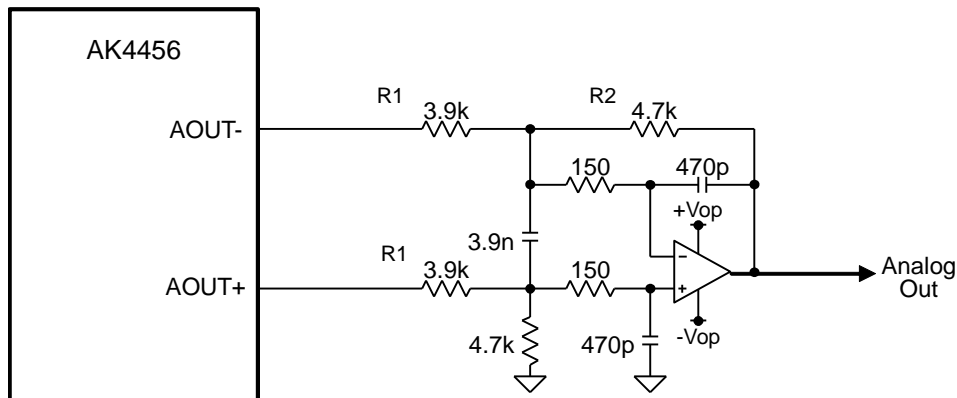 AK4456
R1
3.9k
R2
4.7k
AOUT-
150
470p
+Vop
3.9n
R1
3.9k
150
−
+
AOUT+
Analog
Out
4.7k
470p
-Vop